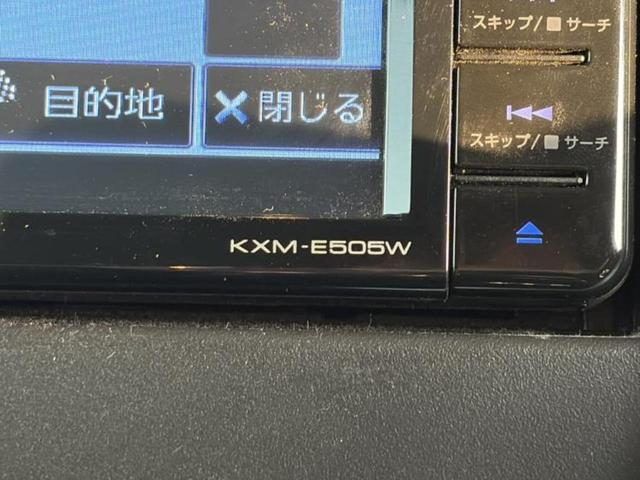 スキップ/■サーチ
目的地
✕閉じる
スキップ/■サーチ
KXM-E505W